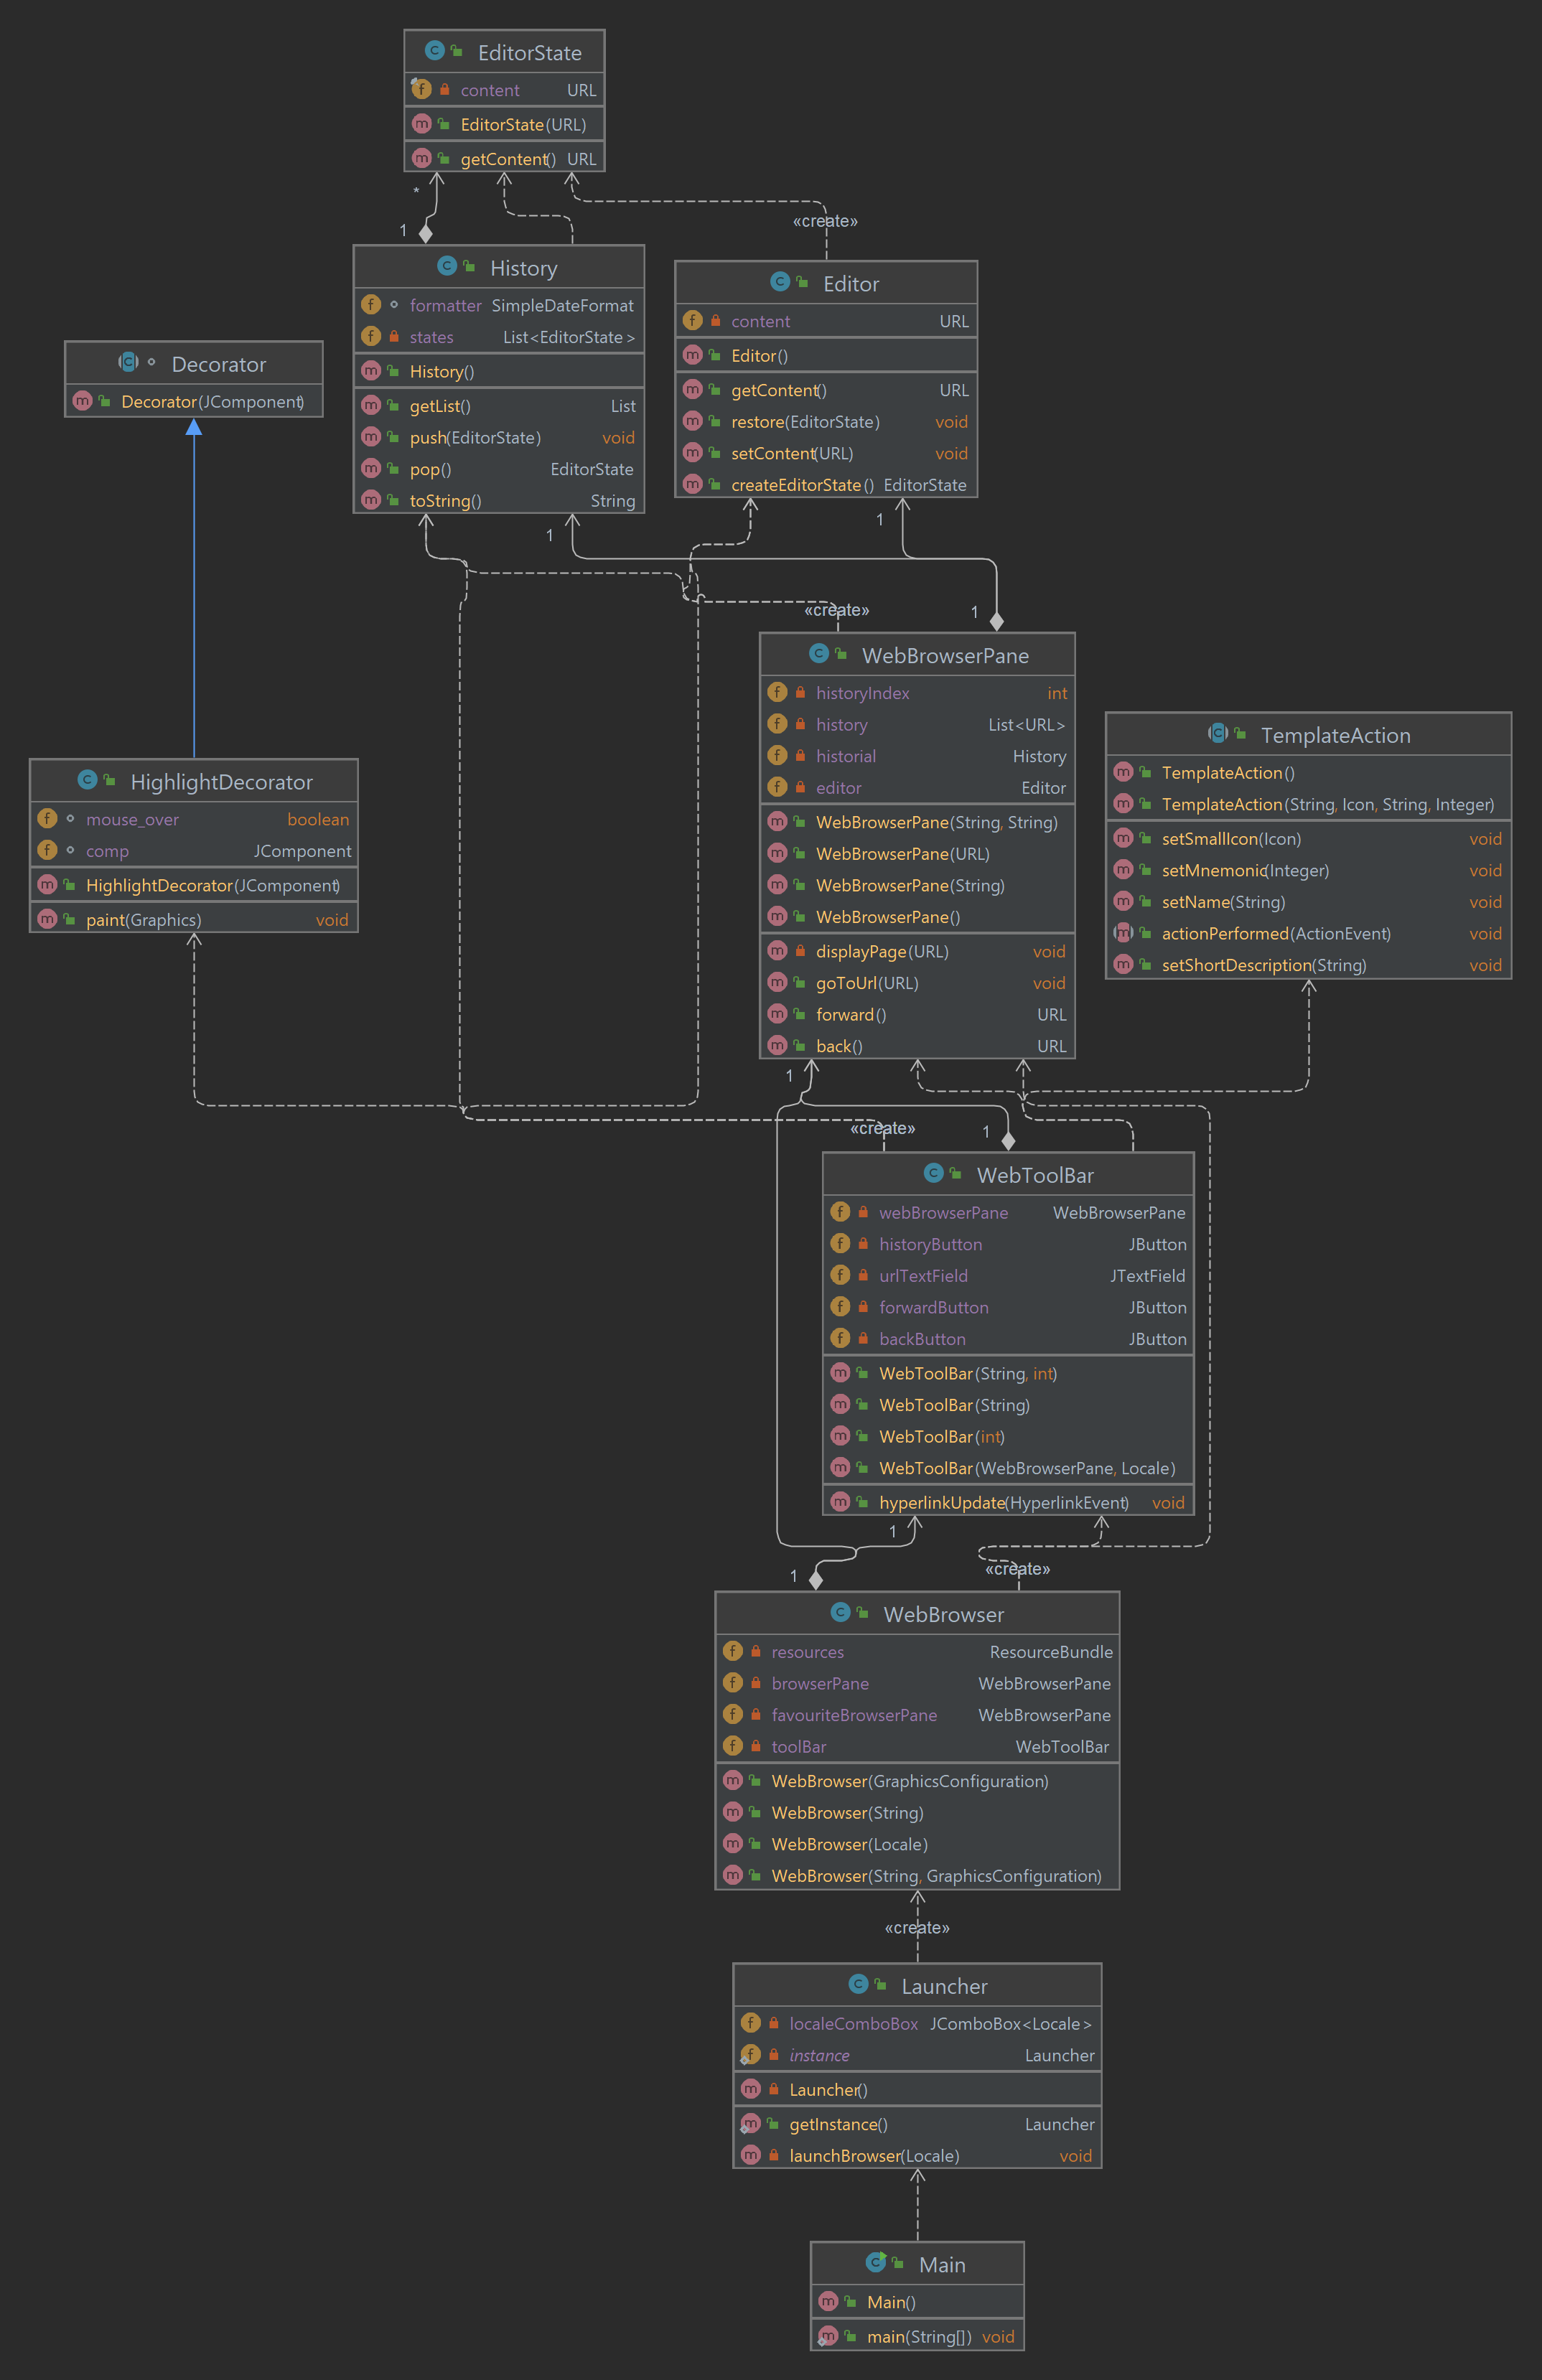 EditorState
content URL
EditorState(URL)
getContent() URL
*
1
«create»
History
formatter SimpleDateFormat
states List<EditorState>
History()
getList() List
push(EditorState) void
pop() EditorState
toString() String
Editor
content URL
Editor()
getContent() URL
restore(EditorState) void
setContent(URL) void
createEditorState() EditorState
Decorator
Decorator(JComponent)
1
1
«create»
1
WebBrowserPane
historyIndex int
history List<URL>
historial History
editor Editor
WebBrowserPane(String, String)
WebBrowserPane(URL)
WebBrowserPane(String)
WebBrowserPane()
displayPage(URL) void
goToUrl(URL) void
forward() URL
back() URL
TemplateAction
TemplateAction()
TemplateAction(String, Icon, String, Integer)
setSmallIcon(Icon) void
setMnemonic(Integer) void
setName(String) void
actionPerformed(ActionEvent) void
setShortDescription(String) void
HighlightDecorator
mouse_over boolean
comp JComponent
HighlightDecorator(JComponent)
paint(Graphics) void
1
«create»
1
WebToolBar
webBrowserPane WebBrowserPane
historyButton JButton
urlTextField JTextField
forwardButton JButton
backButton JButton
WebToolBar(String, int)
WebToolBar(String)
WebToolBar(int)
WebToolBar(WebBrowserPane, Locale)
hyperlinkUpdate(HyperlinkEvent) void
1
1
«create»
WebBrowser
resources ResourceBundle
browserPane WebBrowserPane
favouriteBrowserPane WebBrowserPane
toolBar WebToolBar
WebBrowser(GraphicsConfiguration)
WebBrowser(String)
WebBrowser(Locale)
WebBrowser(String, GraphicsConfiguration)
«create»
Launcher
localeComboBox JComboBox<Locale>
instance Launcher
Launcher()
getInstance() Launcher
launchBrowser(Locale) void
Main
Main()
main(String[]) void